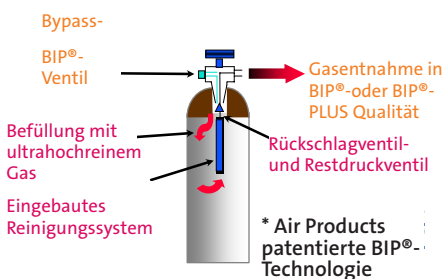 Bypass-
BIP®-
Ventil
Gasentnahme in
BIP®-oder BIP®-
PLUS Qualität
Befüllung mit
ultrahochreinem
Gas
Rückschlagventil-
und Restdruckventil
Eingebautes
Reinigungssystem
* Air Products
patentierte BIP®-
Technologie